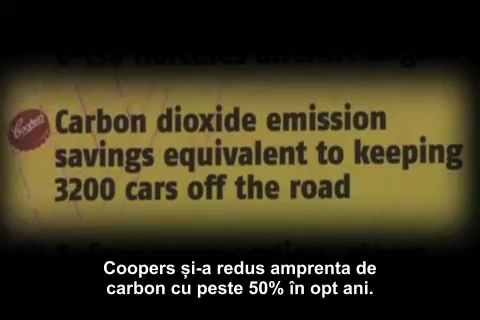 Coopers
Carbon dioxide emission
savings equivalent to keeping
3200 cars off the road
Coopers și-a redus amprenta de
carbon cu peste 50% în opt ani.